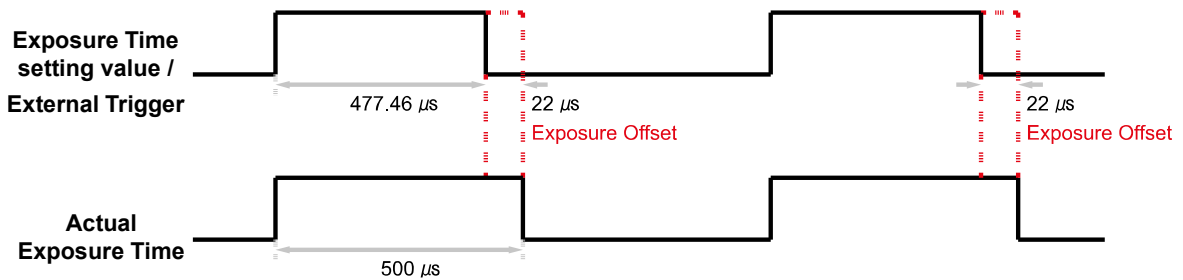 Exposure Time
setting value /
External Trigger
477.46 µs
22 µs
Exposure Offset
22 µs
Exposure Offset
Actual
Exposure Time
500 µs